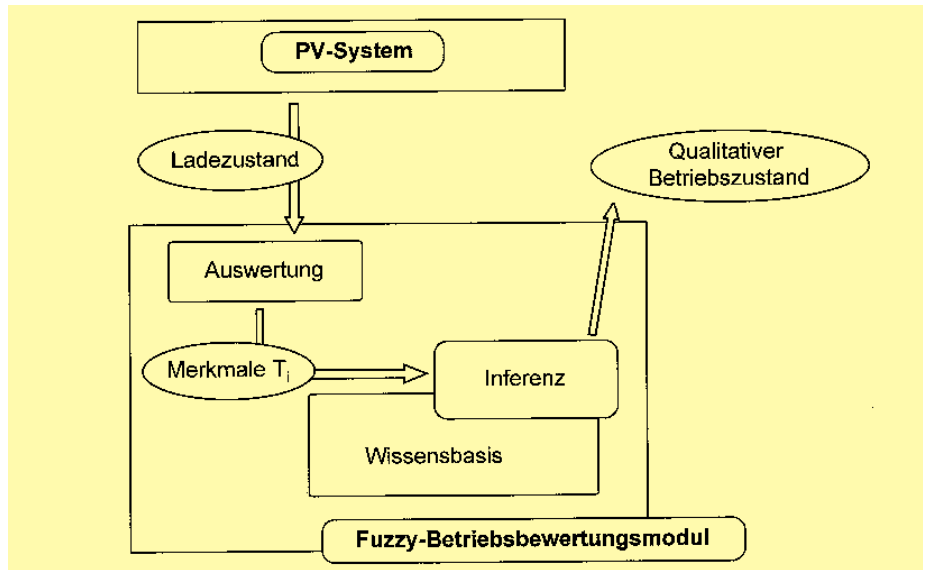 PV-System
Ladezustand
Qualitativer
Betriebszustand
Auswertung
Merkmale Ti
Inferenz
Wissensbasis
Fuzzy-Betriebsbewertungsmodul